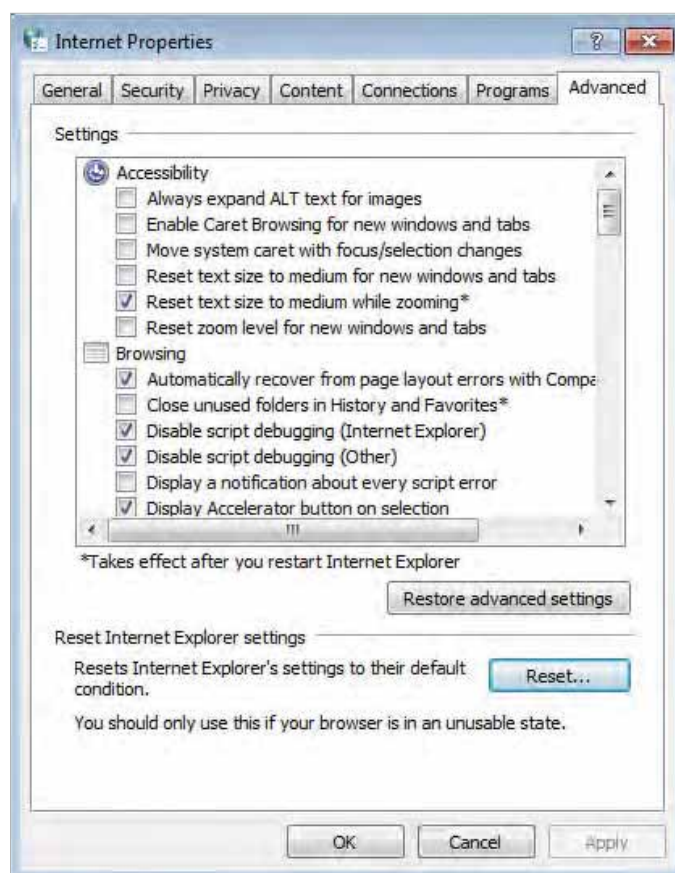 Internet Properties
General Security Privacy Content Connections Programs Advanced
Settings
Accessibility
Always expand ALT text for images
Enable Caret Browsing for new windows and tabs
Move system caret with focus/selection changes
Reset text size to medium for new windows and tabs
Reset text size to medium while zooming*
Reset zoom level for new windows and tabs
Browsing
Automatically recover from page layout errors with Compa
Close unused folders in History and Favorites*
Disable script debugging (Internet Explorer)
Disable script debugging (Other)
Display a notification about every script error
Display Accelerator button on selection
*Takes effect after you restart Internet Explorer
Restore advanced settings
Reset Internet Explorer settings
Resets Internet Explorer's settings to their default
condition.
Reset...
You should only use this if your browser is in an unusable state.
OK Cancel Apply